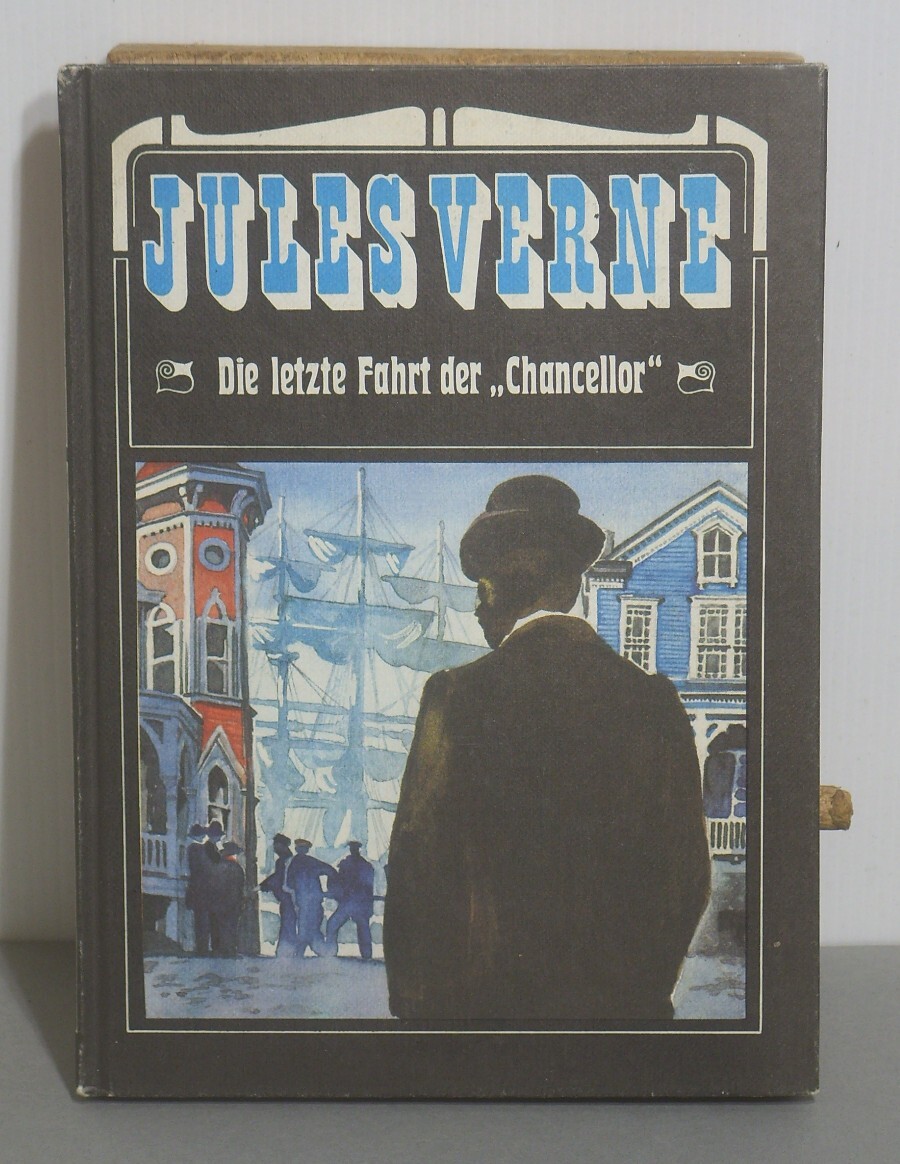 JULES VERNE
Die letzte Fahrt der „Chancellor“